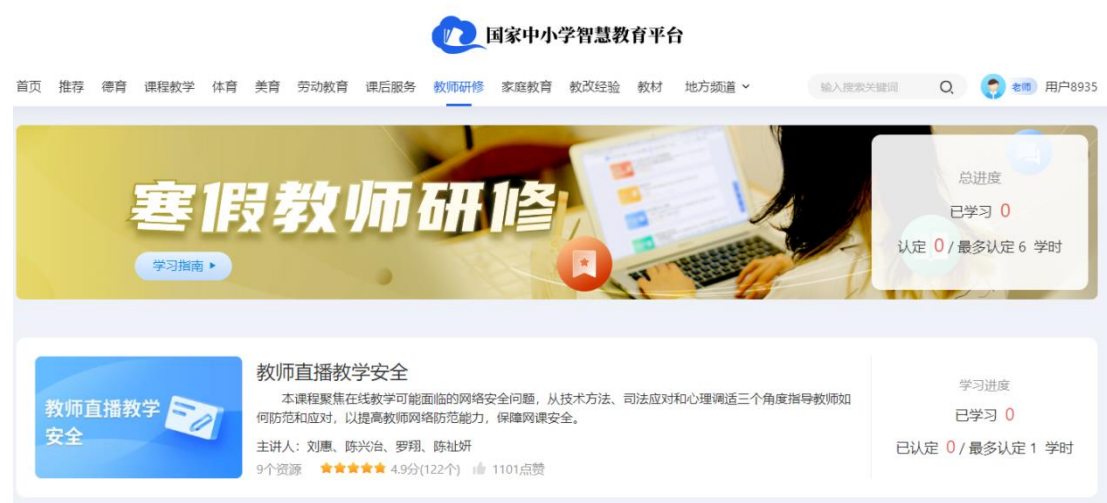 国家中小学智慧教育平台
首页 推荐 德育 课程教学 体育 美育 劳动教育 课后服务 教师研修 家庭教育 教改经验 教材 地方频道 输入搜索关键词 老师 用户8935
寒假教师研修
学习指南
总进度
已学习 0
认定 0 / 最多认定 6 学时
教师直播教学
安全
教师直播教学安全
本课程聚焦在线教学可能面临的网络安全问题，从技术方法、司法应对和心理调适三个角度指导教师如
何防范和应对，以提高教师网络防范能力，保障网课安全。
主讲人：刘惠、陈兴冶、罗翔、陈祉妍
9个资源 4.9分(122个) 1101点赞
学习进度
已学习 0
已认定 0 / 最多认定 1 学时